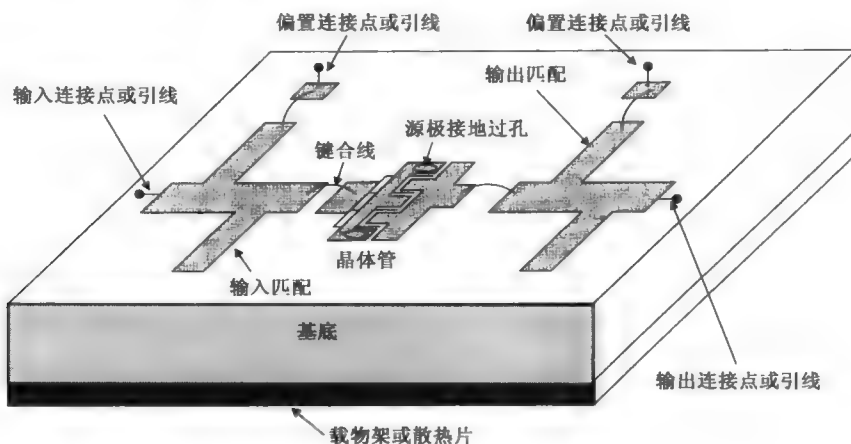 偏置连接点或引线
偏置连接点或引线
输出匹配
输入连接点或引线
源极接地过孔
键合线
晶体管
输入匹配
基底
输出连接点或引线
载物架或散热片